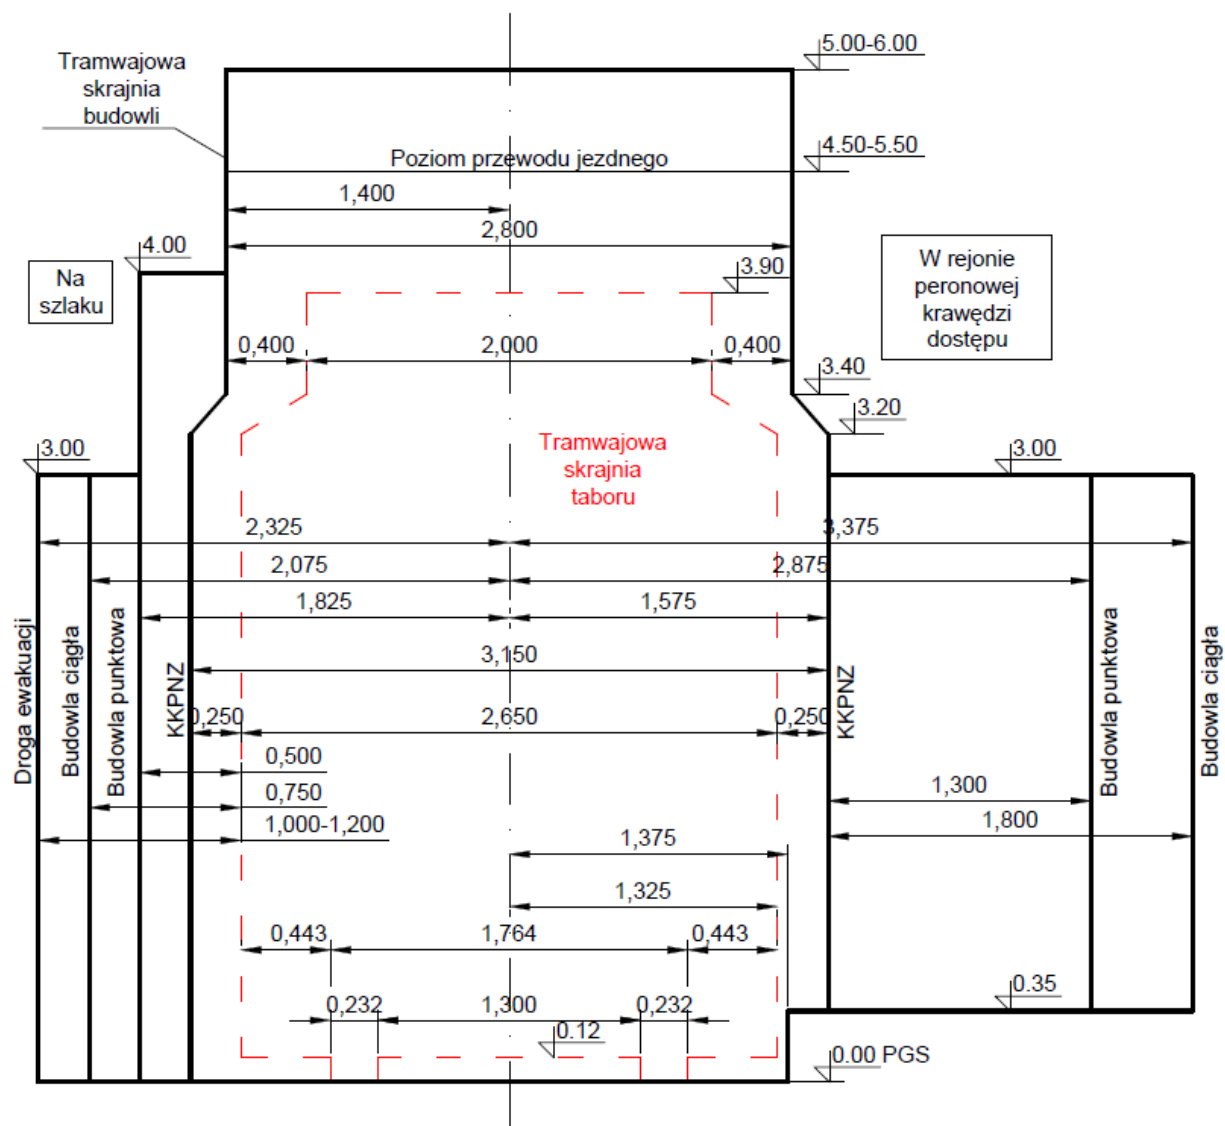 5.00-6.00
Tramwajowa
skrajnia
budowli
4.50-5.50
Poziom przewodu jezdnego
1,400
2,800
4.00
Na
szlaku
W rejonie
peronowej
krawędzi
dostępu
3.90
0,400
2,000
0,400
3.40
3.20
Tramwajowa
skrajnia
taboru
3.00
3.00
2,325
3,375
2,075
2,875
1,825
1,575
3,150
Droga ewakuacji
Budowla ciągła
Budowla punktowa
KKPNZ
KKPNZ
Budowla punktowa
Budowla ciągła
0,250
2,650
0,250
0,500
0,750
1,000-1,200
1,300
1,800
1,375
1,325
0,443
1,764
0,443
0,232
1,300
0,232
0.35
0.12
0.00 PGS